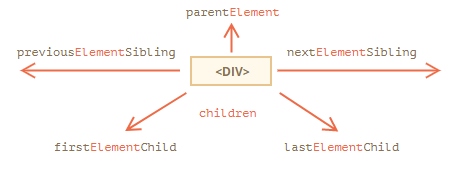 parentElement
previousElementSibling
nextElementSibling
<DIV>
children
firstElementChild
lastElementChild